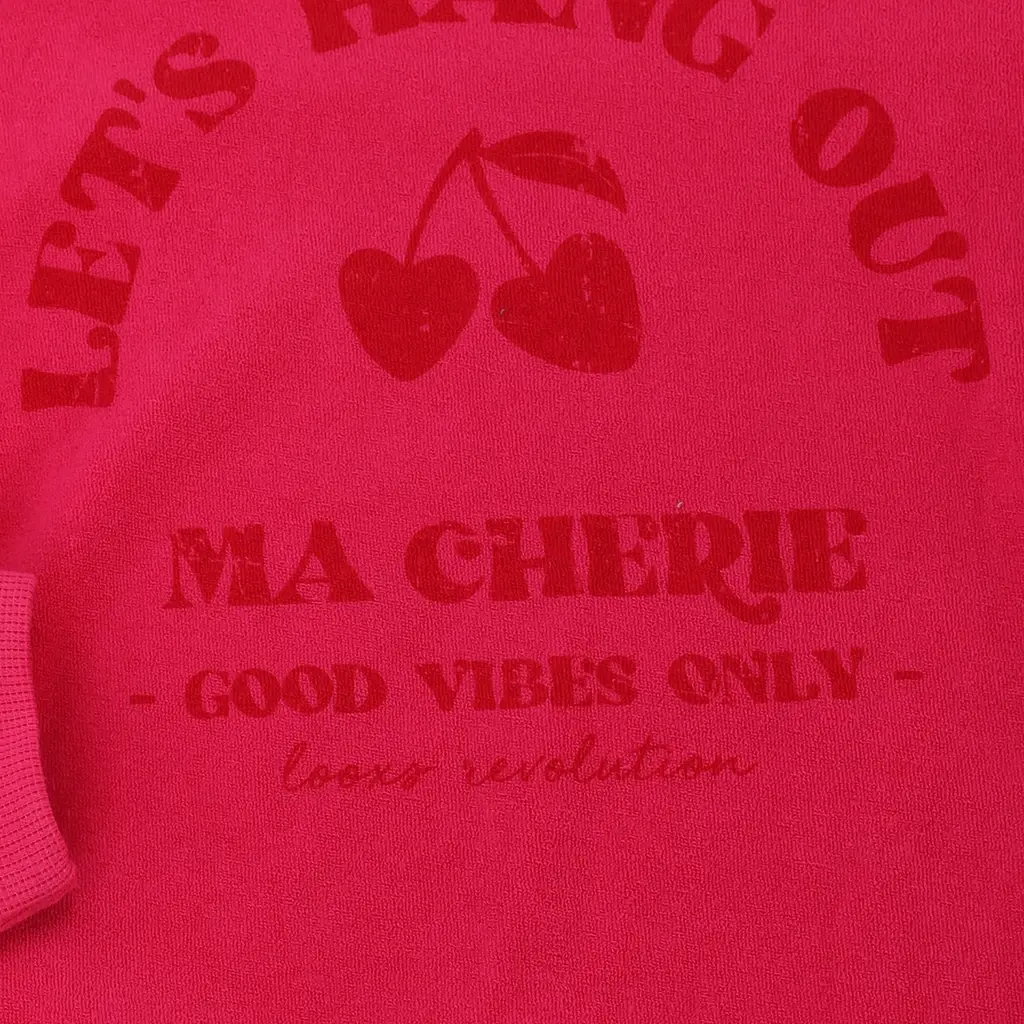 LET'S HANG OUT
MA CHERIE
- GOOD VIBES ONLY -
looxs revolution